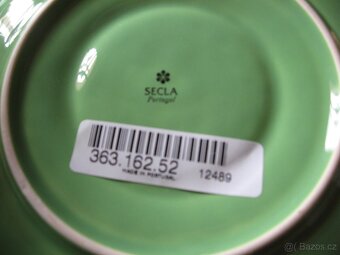 SECLA
Portugal
363.162.52
12489
MADE IN PORTUGAL
Bazos.cz